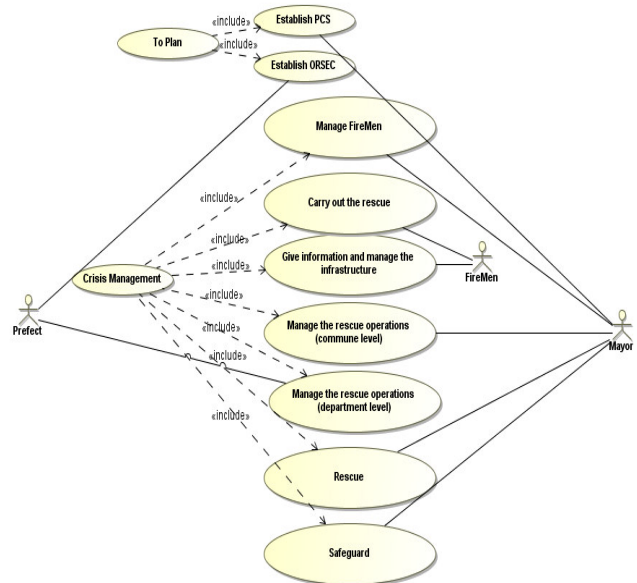 Establish PCS
«include»
To Plan
«include»
Establish ORSEC
Manage FireMen
«include»
Carry out the rescue
«include»
Give information and manage the
infrastructure
«include»
FireMen
Crisis Management
«include»
Prefect
Manage the rescue operations
(commune level)
«include»
Mayor
«include»
Manage the rescue operations
(department level)
«include»
Rescue
Safeguard